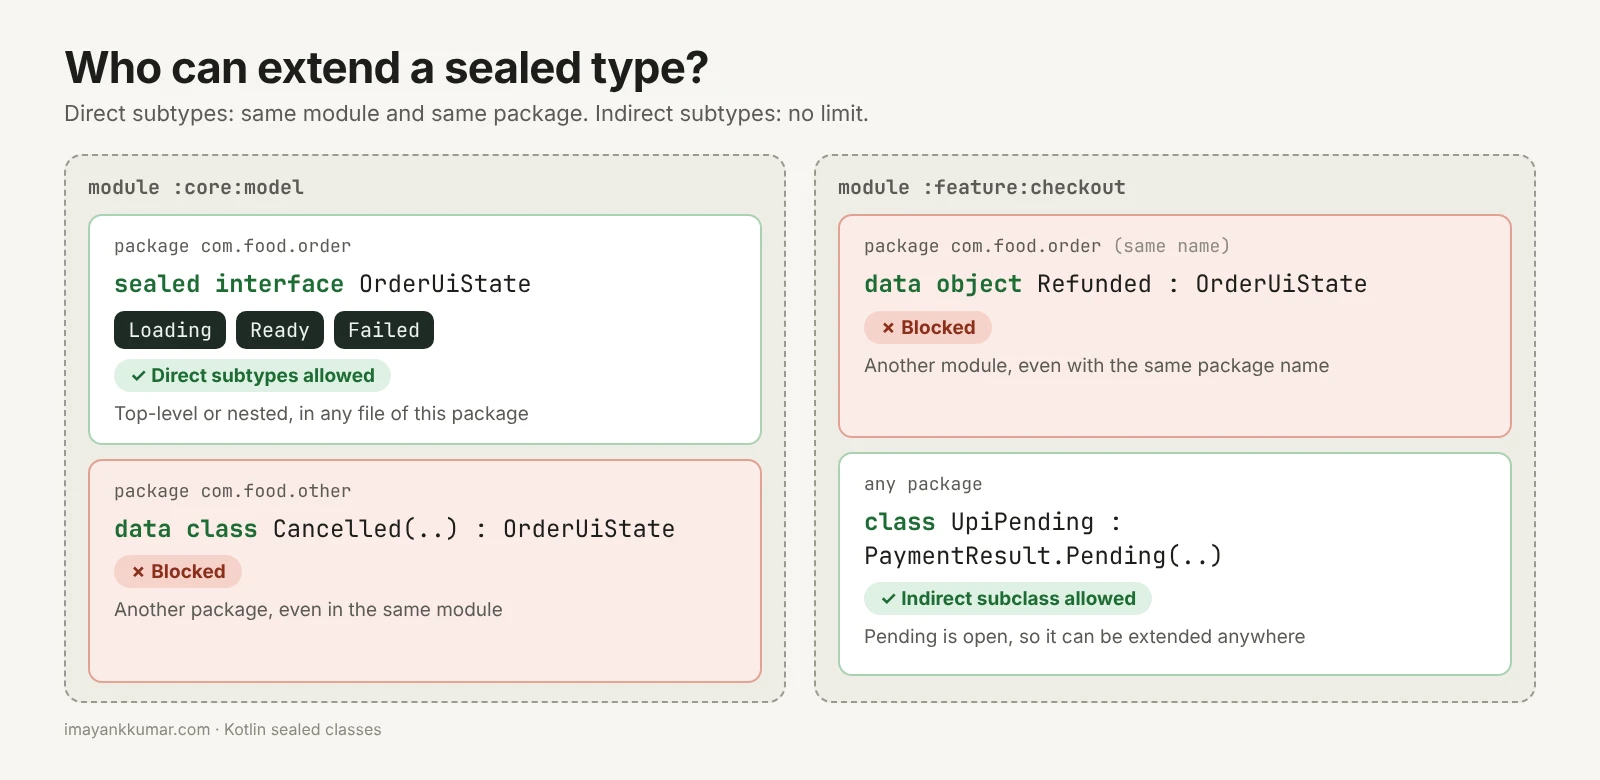 Who can extend a sealed type?
Direct subtypes: same module and same package. Indirect subtypes: no limit.
module :core:model
package com.food.order
sealed interface OrderUiState
Loading Ready Failed
✓ Direct subtypes allowed
Top-level or nested, in any file of this package
package com.food.other
data class Cancelled(..) : OrderUiState
× Blocked
Another package, even in the same module
module :feature:checkout
package com.food.order (same name)
data object Refunded : OrderUiState
× Blocked
Another module, even with the same package name
any package
class UpiPending :
PaymentResult.Pending(..)
✓ Indirect subclass allowed
Pending is open, so it can be extended anywhere
imayankkumar.com · Kotlin sealed classes